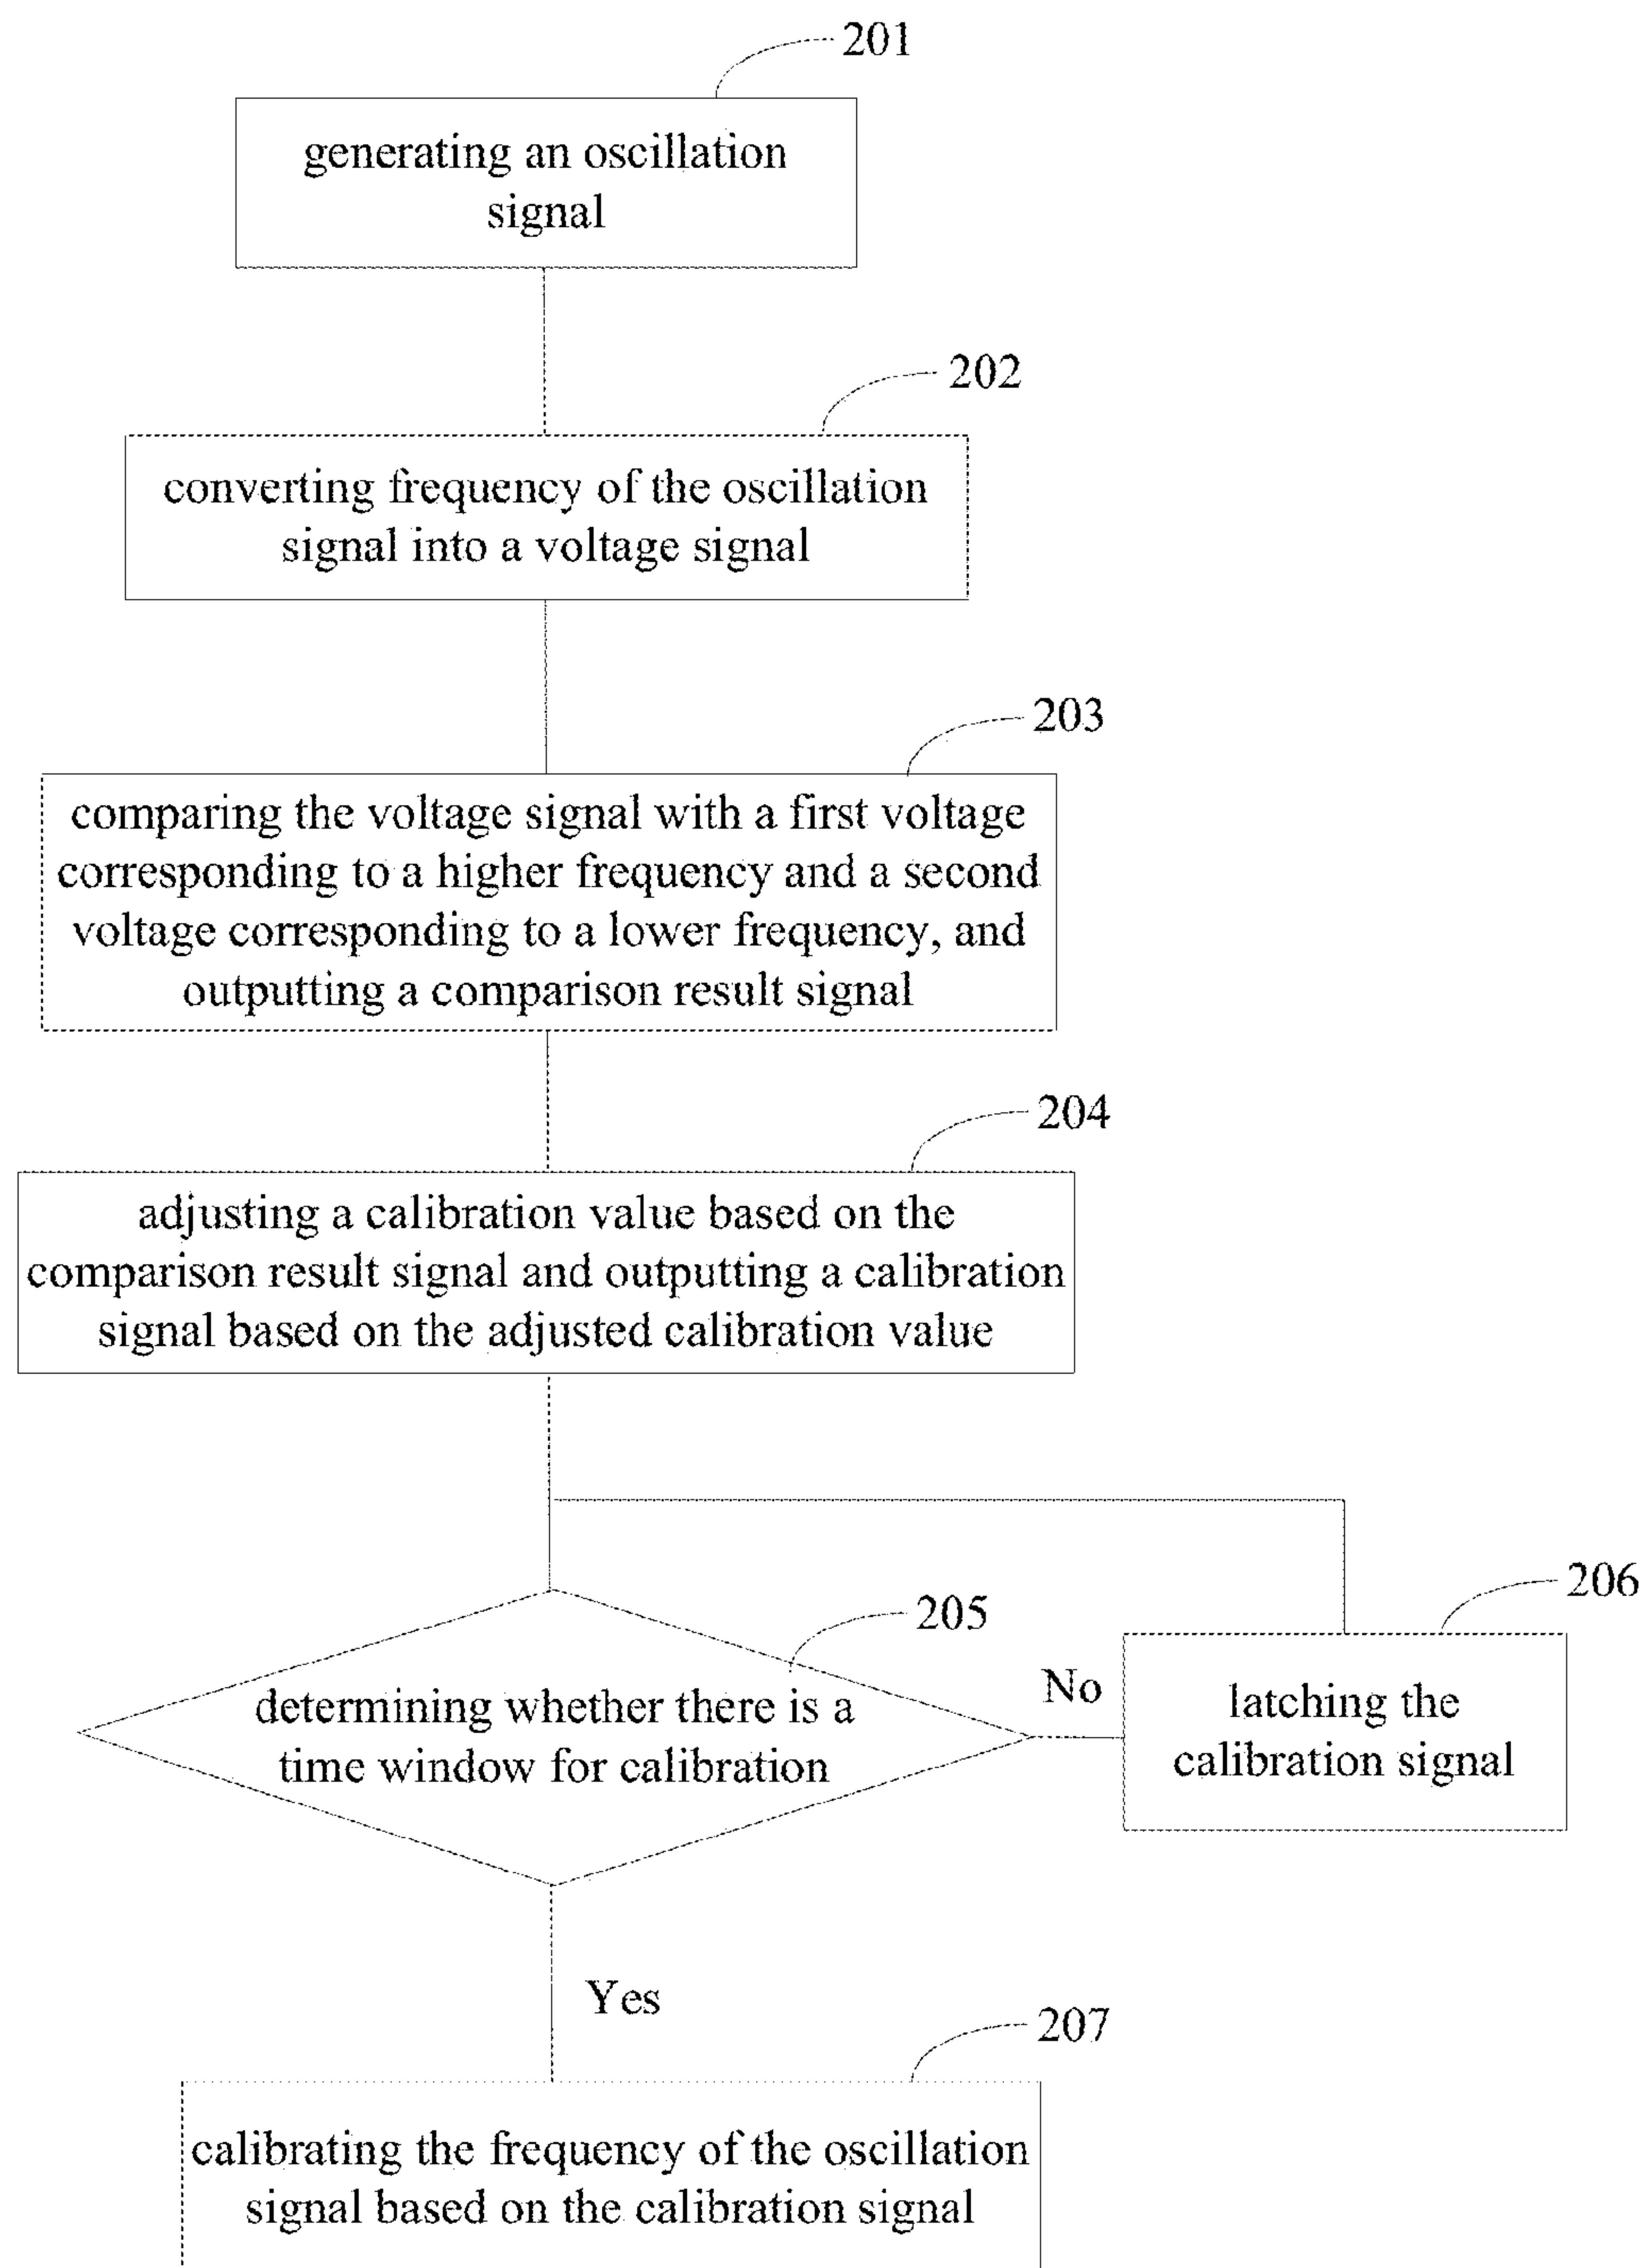 201
generating an oscillation
signal
202
converting frequency of the oscillation
signal into a voltage signal
203
comparing the voltage signal with a first voltage
corresponding to a higher frequency and a second
voltage corresponding to a lower frequency, and
outputting a comparison result signal
204
adjusting a calibration value based on the
comparison result signal and outputting a calibration
signal based on the adjusted calibration value
205
determining whether there is a
time window for calibration
No
206
latching the
calibration signal
Yes
207
calibrating the frequency of the oscillation
signal based on the calibration signal